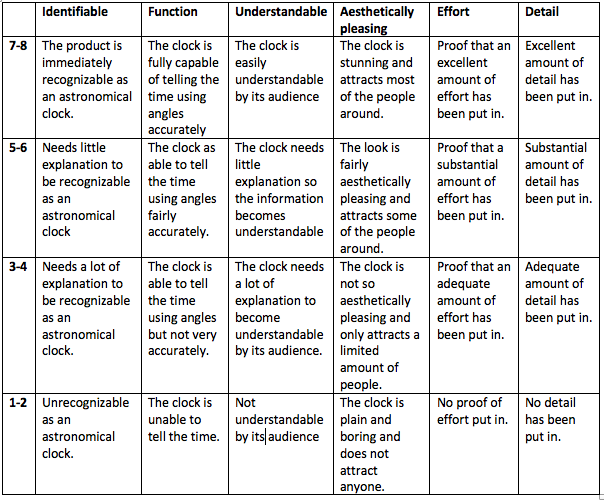 Identifiable
Function
Understandable
Aesthetically
pleasing
Effort
Detail
7-8
The product is
immediately
recognizable as
an astronomical
clock.
The clock is
fully capable
of telling the
time using
angles
accurately
The clock is
easily
understandable
by its audience
The clock is
stunning and
attracts most
of the people
around.
Proof that an
excellent
amount of
effort has
been put in.
Excellent
amount of
detail has
been put in.
5-6
Needs little
explanation to
be recognizable
as an
astronomical
clock
The clock as
able to tell
the time
using angles
fairly
accurately.
The clock needs
little
explanation so
the information
becomes
understandable
The look is
fairly
aesthetically
pleasing and
attracts some
of the people
around.
Proof that a
substantial
amount of
effort has
been put in.
Substantial
amount of
detail has
been put in.
3-4
Needs a lot of
explanation to
be recognizable
as an
astronomical
clock.
The clock is
able to tell
the time
using angles
but not very
accurately.
The clock needs
a lot of
explanation to
become
understandable
by its audience.
The clock is
not so
aesthetically
pleasing and
only attracts a
limited
amount of
people.
Proof that an
adequate
amount of
effort has
been put in.
Adequate
amount of
detail has
been put in.
1-2
Unrecognizable
as an
astronomical
clock.
The clock is
unable to
tell the time.
Not
understandable
by its audience
The clock is
plain and
boring and
does not
attract
anyone.
No proof of
effort put in.
No detail
has been
put in.